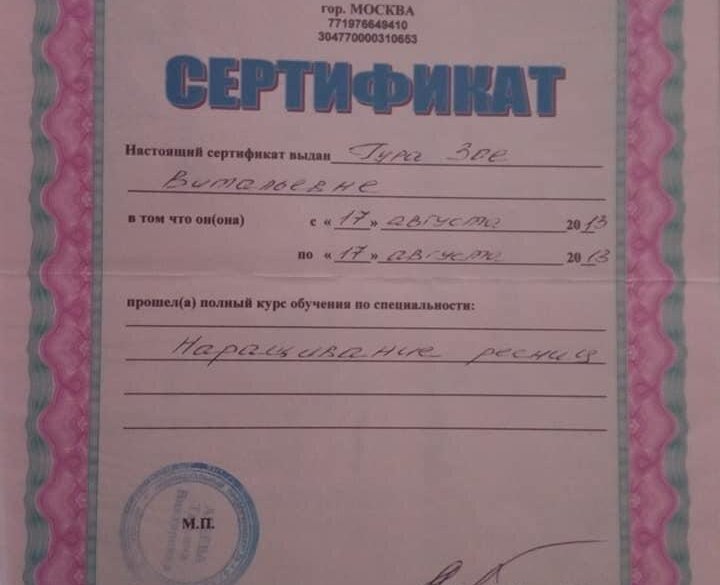 гор. МОСКВА
771976649410
304770000310653
СЕРТИФИКАТ
Настоящий сертификат выдан Гура Зое
Витальевне
в том что он(она) с «17» августа 2013
по «17» августа 2013
прошел(а) полный курс обучения по специальности:
Наращивание ресниц
М.П.